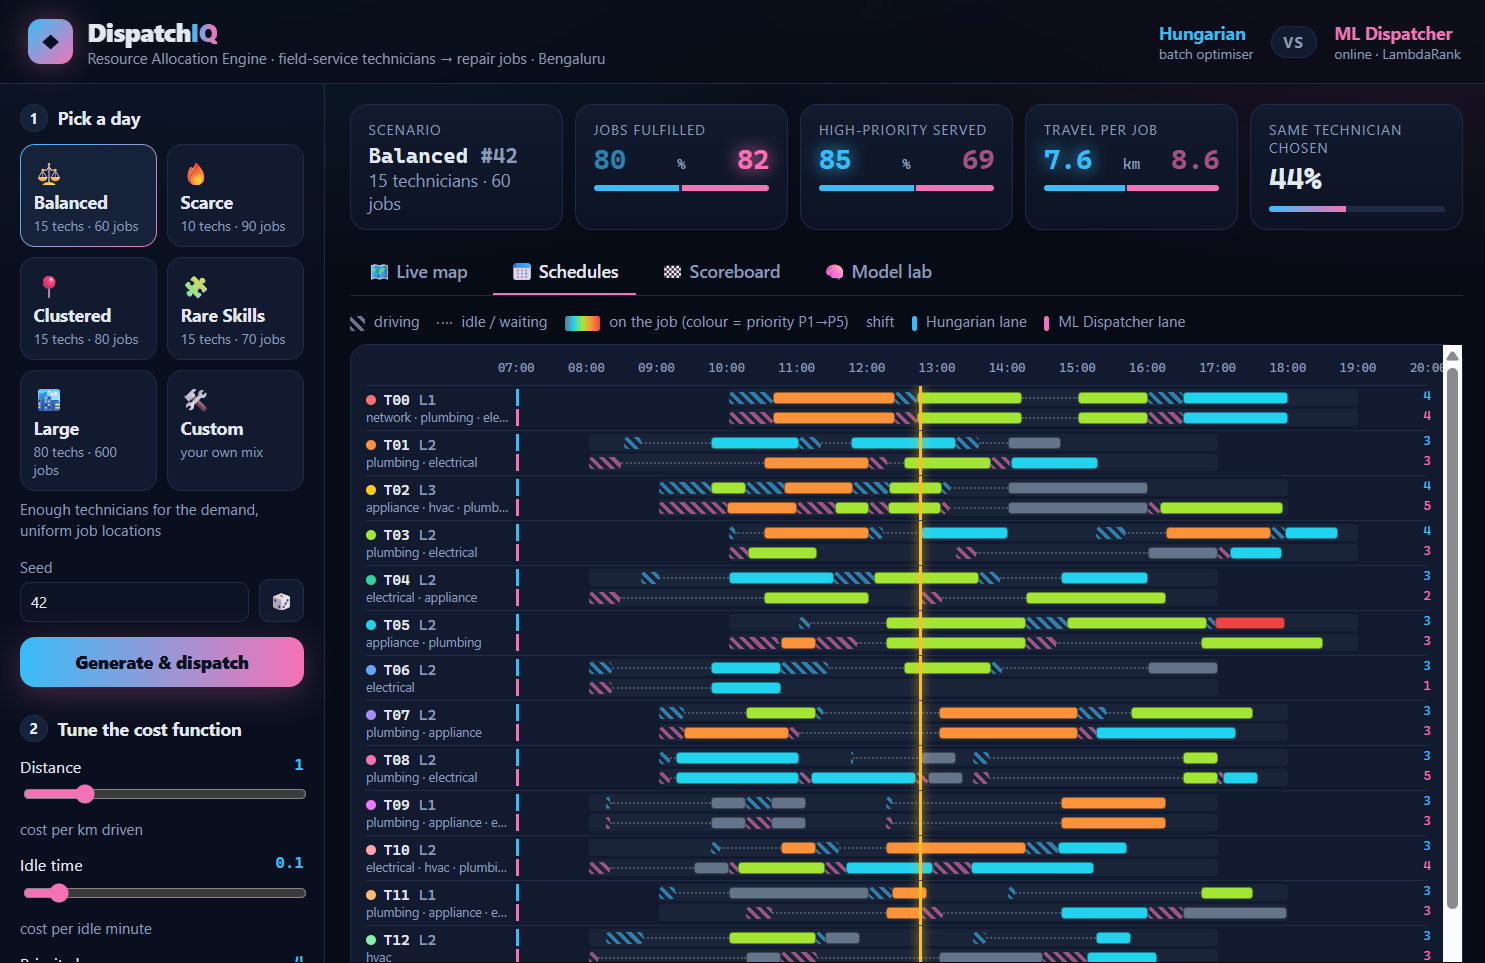 DispatchIQ
Resource Allocation Engine · field-service technicians → repair jobs · Bengaluru
Hungarian
batch optimiser
VS
ML Dispatcher
online · LambdaRank
1 Pick a day
Balanced
15 techs · 60 jobs
Scarce
10 techs · 90 jobs
Clustered
15 techs · 80 jobs
Rare Skills
15 techs · 70 jobs
Large
80 techs · 600
jobs
Custom
your own mix
Enough technicians for the demand,
uniform job locations
Seed
42
Generate & dispatch
2 Tune the cost function
Distance 1
cost per km driven
Idle time 0.1
cost per idle minute
SCENARIO
Balanced #42
15 technicians · 60
jobs
JOBS FULFILLED
80 % 82
HIGH-PRIORITY SERVED
85 % 69
TRAVEL PER JOB
7.6 km 8.6
SAME TECHNICIAN
CHOSEN
44%
Live map Schedules Scoreboard Model lab
driving idle / waiting on the job (colour = priority P1→P5) shift Hungarian lane ML Dispatcher lane
07:00 08:00 09:00 10:00 11:00 12:00 13:00 14:00 15:00 16:00 17:00 18:00 19:00 20:00
T00 L1 4
network · plumbing · ele... 4
T01 L2 3
plumbing · electrical 3
T02 L3 4
appliance · hvac · plumb... 5
T03 L2 4
plumbing · electrical 3
T04 L2 3
electrical · appliance 2
T05 L2 3
appliance · plumbing 3
T06 L2 3
electrical 1
T07 L2 3
plumbing · appliance 3
T08 L2 3
plumbing · electrical 5
T09 L1 3
plumbing · appliance · e... 3
T10 L2 3
electrical · hvac · plumbi... 4
T11 L1 3
plumbing · appliance · e... 3
T12 L2 3
hvac 3